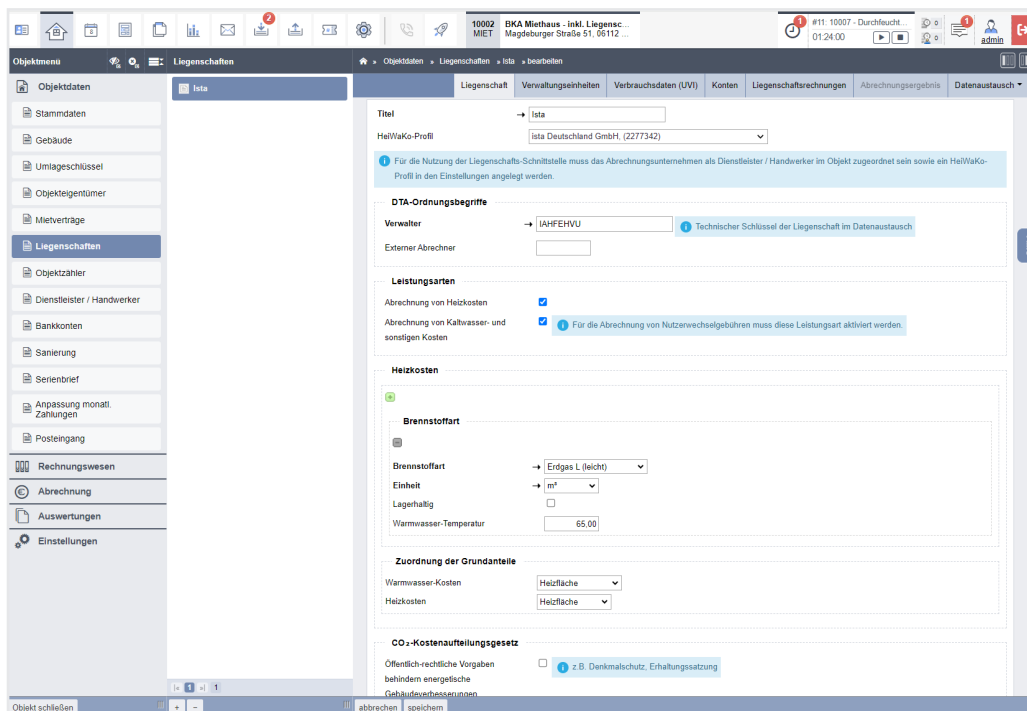 2
10002
MIET
BKA Miethaus - inkl. Liegensc...
Magdeburger Straße 51, 06112 ...
1
#11: 10007 - Durchfeucht...
01:24:00
0
0
1
admin
Objektmenü
Liegenschaften
» Objektdaten » Liegenschaften » Ista » bearbeiten
Objektdaten
Stammdaten
Gebäude
Umlageschlüssel
Objekteigentümer
Mietverträge
Liegenschaften
Objektzähler
Dienstleister / Handwerker
Bankkonten
Sanierung
Serienbrief
Anpassung monatl.
Zahlungen
Posteingang
Rechnungswesen
Abrechnung
Auswertungen
Einstellungen
Objekt schließen
Ista
1 1
+ −
Liegenschaft Verwaltungseinheiten Verbrauchsdaten (UVI) Konten Liegenschaftsrechnungen Abrechnungsergebnis Datenaustausch
Titel Ista
HeiWaKo-Profil ista Deutschland GmbH, (2277342)
Für die Nutzung der Liegenschafts-Schnittstelle muss das Abrechnungsunternehmen als Dienstleister / Handwerker im Objekt zugeordnet sein sowie ein HeiWaKo-
Profil in den Einstellungen angelegt werden.
DTA-Ordnungsbegriffe
Verwalter IAHFEHVU Technischer Schlüssel der Liegenschaft im Datenaustausch
Externer Abrechner
Leistungsarten
Abrechnung von Heizkosten
Abrechnung von Kaltwasser- und
sonstigen Kosten
Für die Abrechnung von Nutzerwechselgebühren muss diese Leistungsart aktiviert werden.
Heizkosten
Brennstoffart
Brennstoffart Erdgas L (leicht)
Einheit m³
Lagerhaltig
Warmwasser-Temperatur 65,00
Zuordnung der Grundanteile
Warmwasser-Kosten Heizfläche
Heizkosten Heizfläche
CO₂-Kostenaufteilungsgesetz
Öffentlich-rechtliche Vorgaben
behindern energetische
Gebäudeverbesserungen
z.B. Denkmalschutz, Erhaltungssatzung
abbrechen speichern